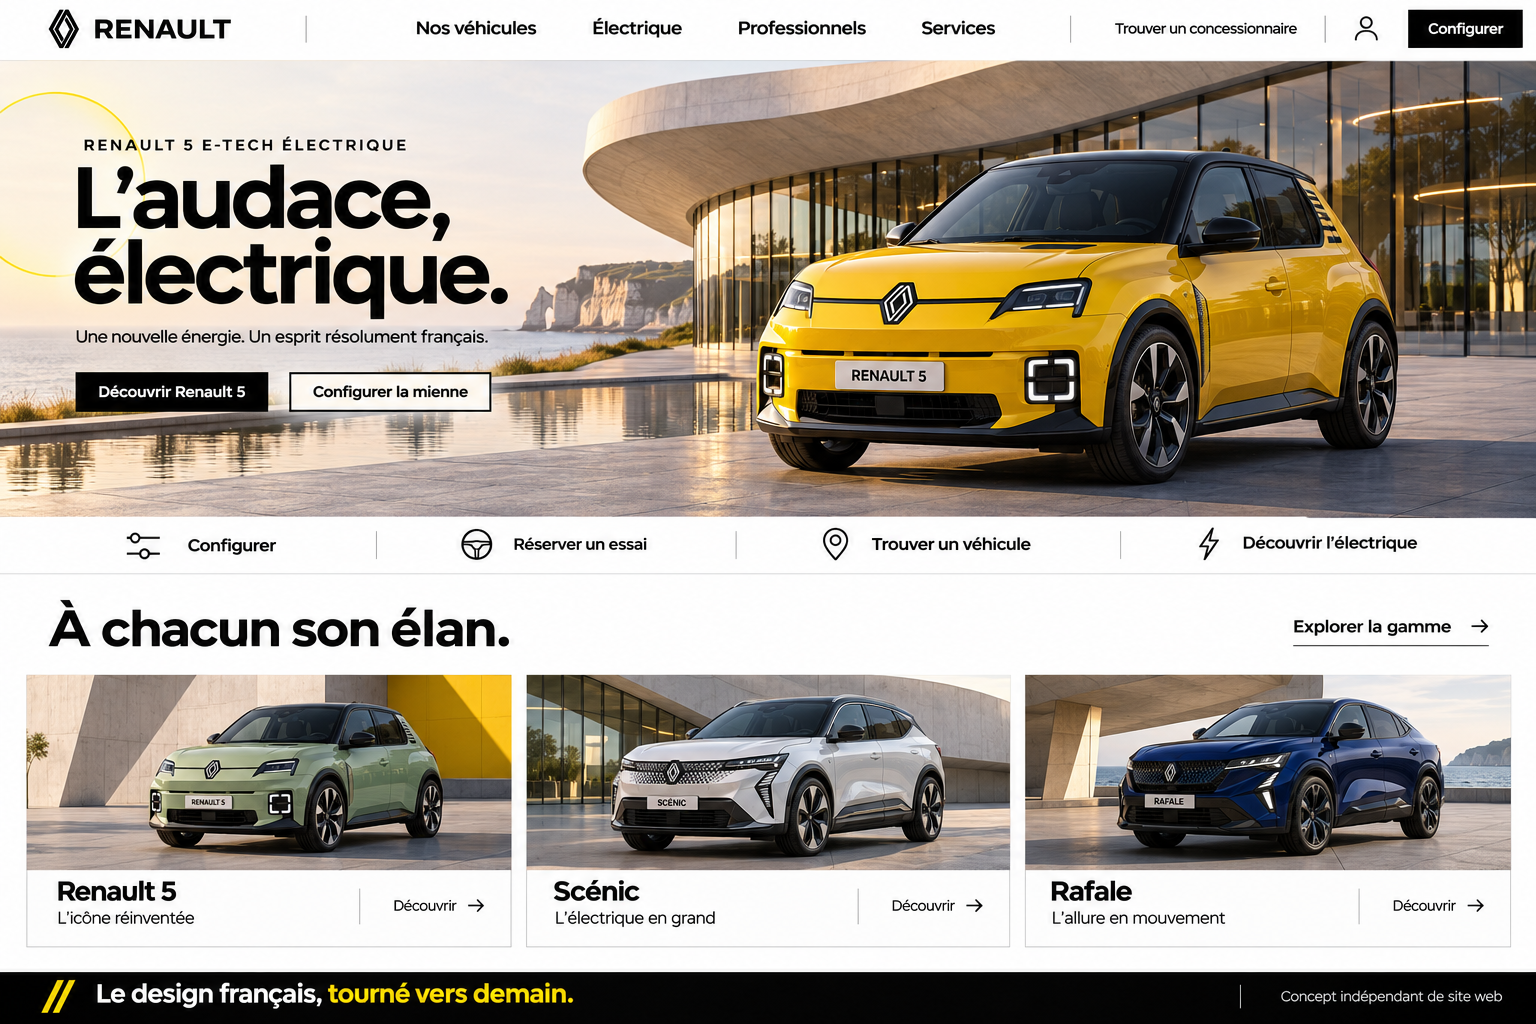 RENAULT
Nos véhicules
Électrique
Professionnels
Services
Trouver un concessionnaire
Configurer
RENAULT 5 E-TECH ÉLECTRIQUE
L’audace,
électrique.
Une nouvelle énergie. Un esprit résolument français.
Découvrir Renault 5
Configurer la mienne
RENAULT 5
Configurer
Réserver un essai
Trouver un véhicule
Découvrir l’électrique
À chacun son élan.
Explorer la gamme
RENAULT 5
SCÉNIC
RAFALE
Renault 5
L’icône réinventée
Découvrir
Scénic
L’électrique en grand
Découvrir
Rafale
L’allure en mouvement
Découvrir
Le design français, tourné vers demain.
Concept indépendant de site web